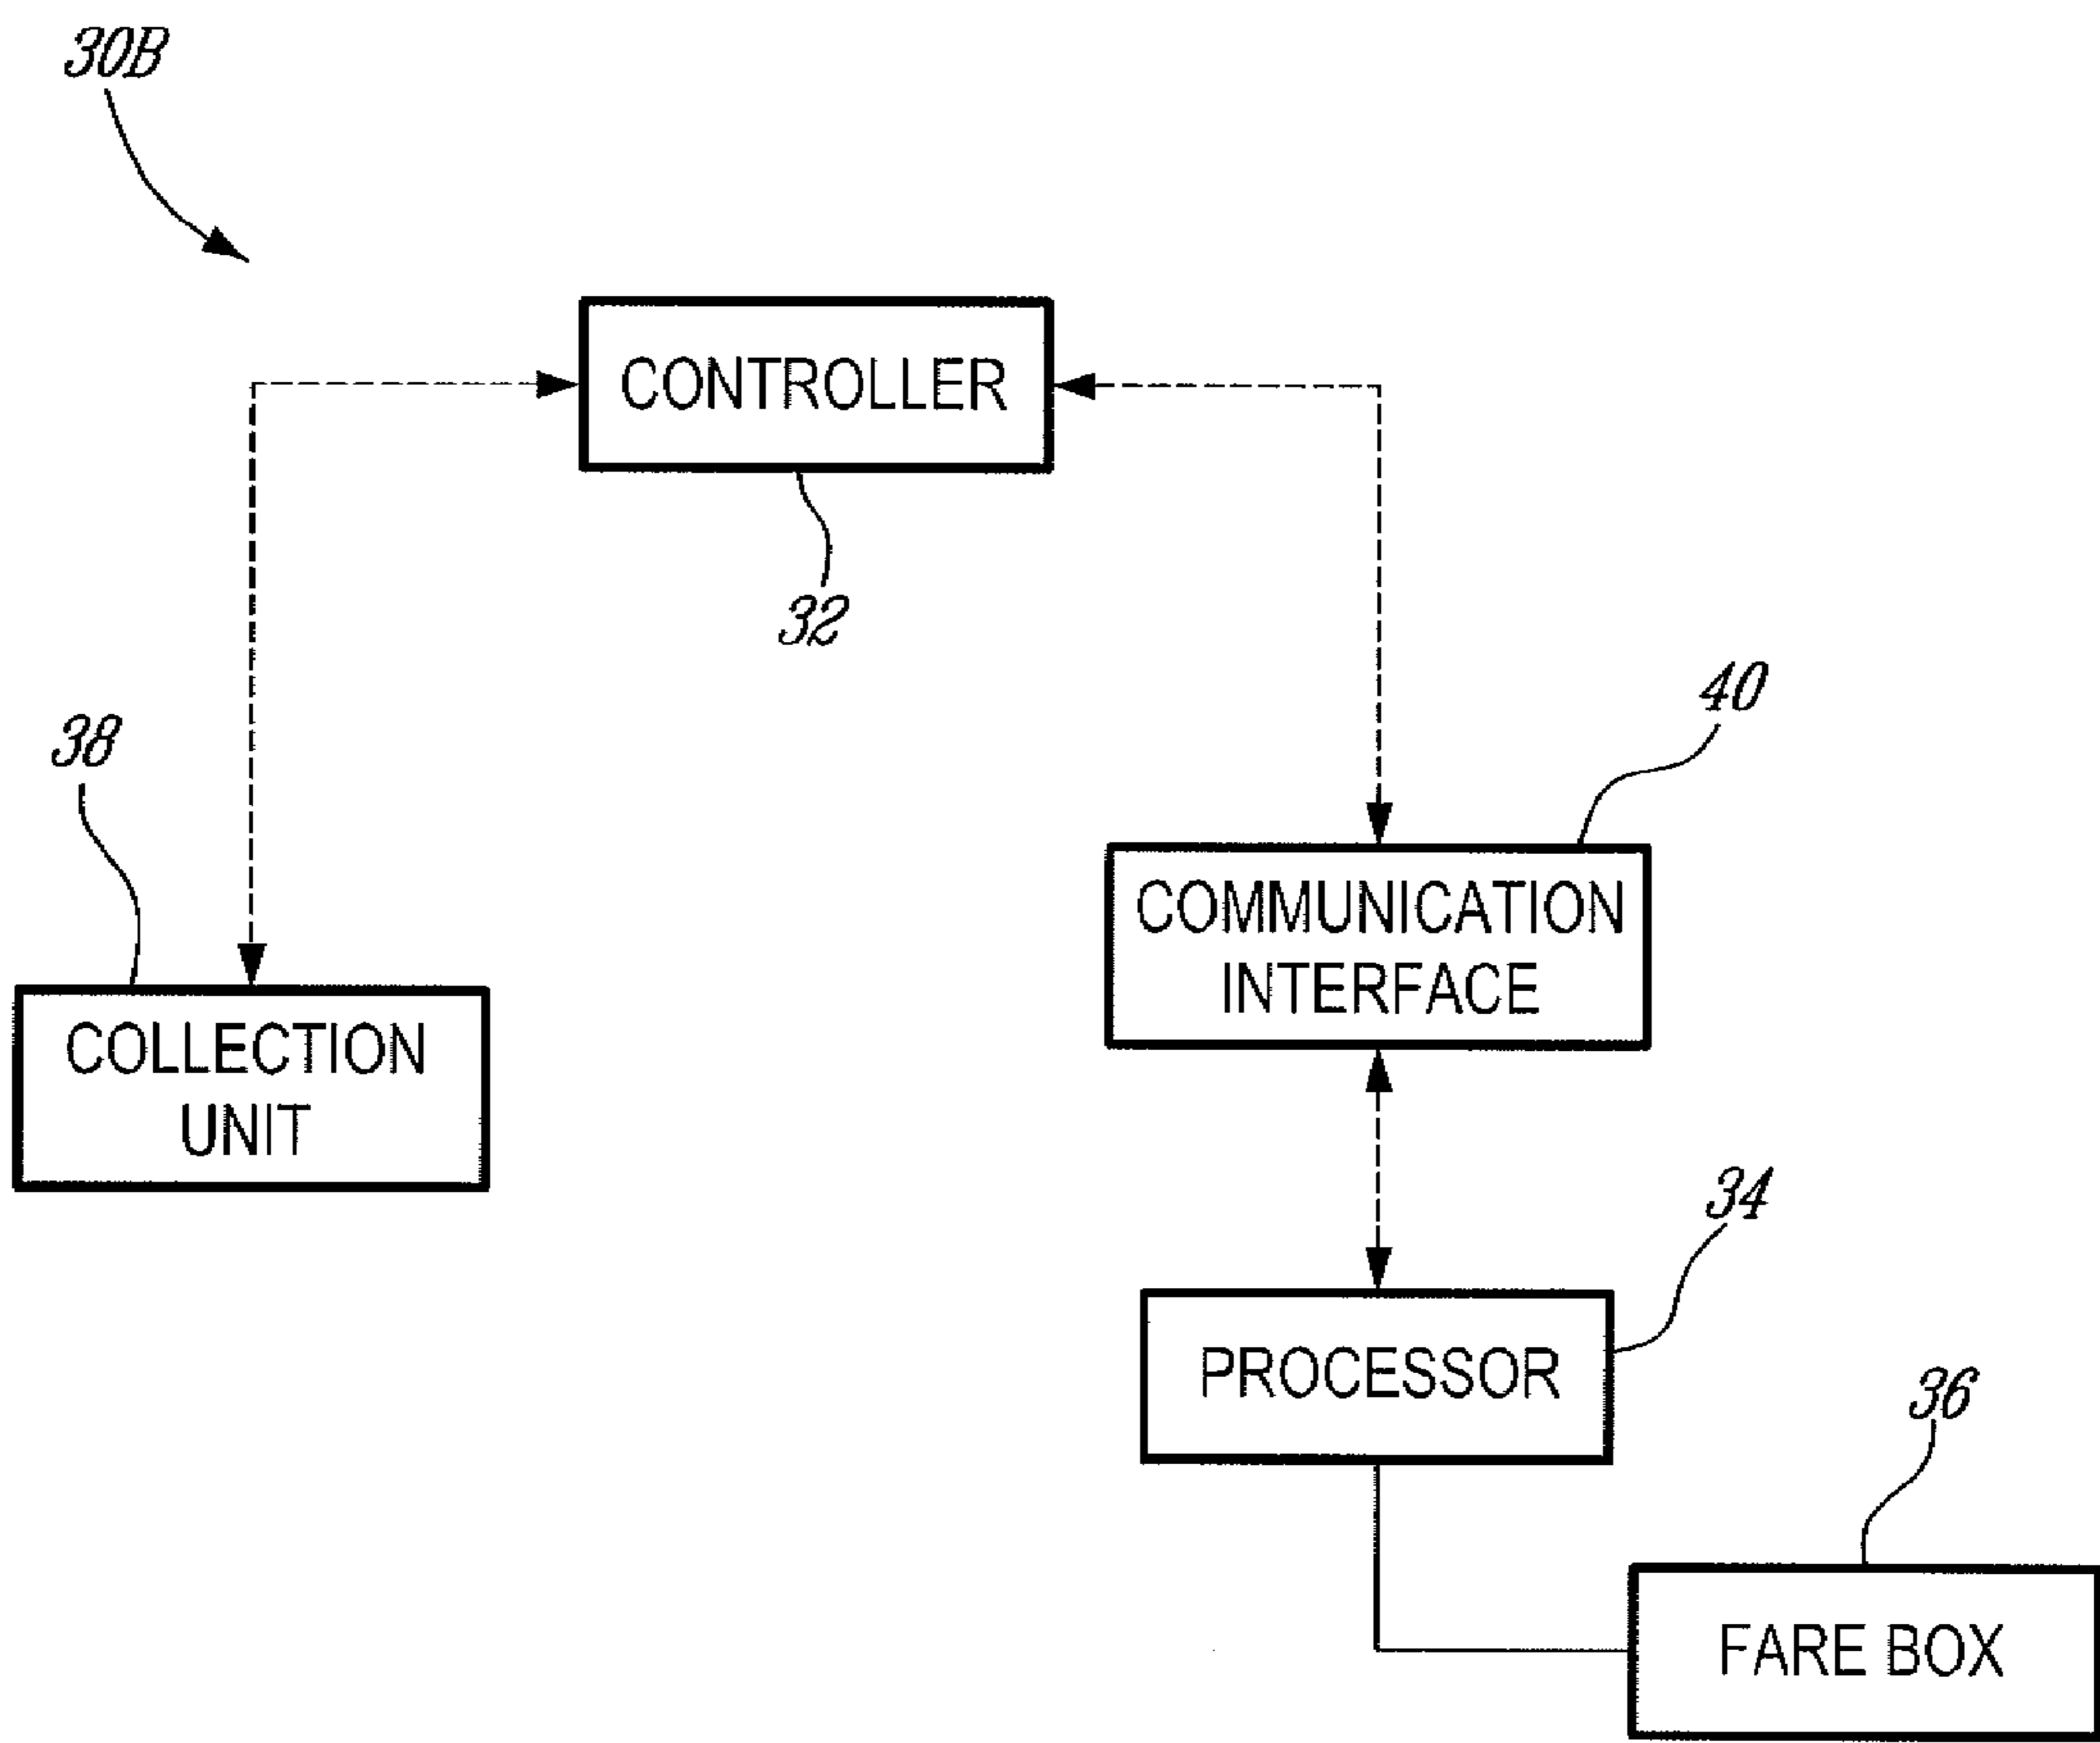 30B
CONTROLLER
32
40
38
COMMUNICATION
INTERFACE
COLLECTION
UNIT
34
PROCESSOR
36
FARE BOX